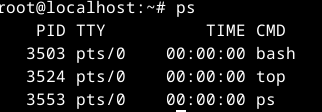 root@localhost:~# ps
PID TTY TIME CMD
3503 pts/0 00:00:00 bash
3524 pts/0 00:00:00 top
3553 pts/0 00:00:00 ps